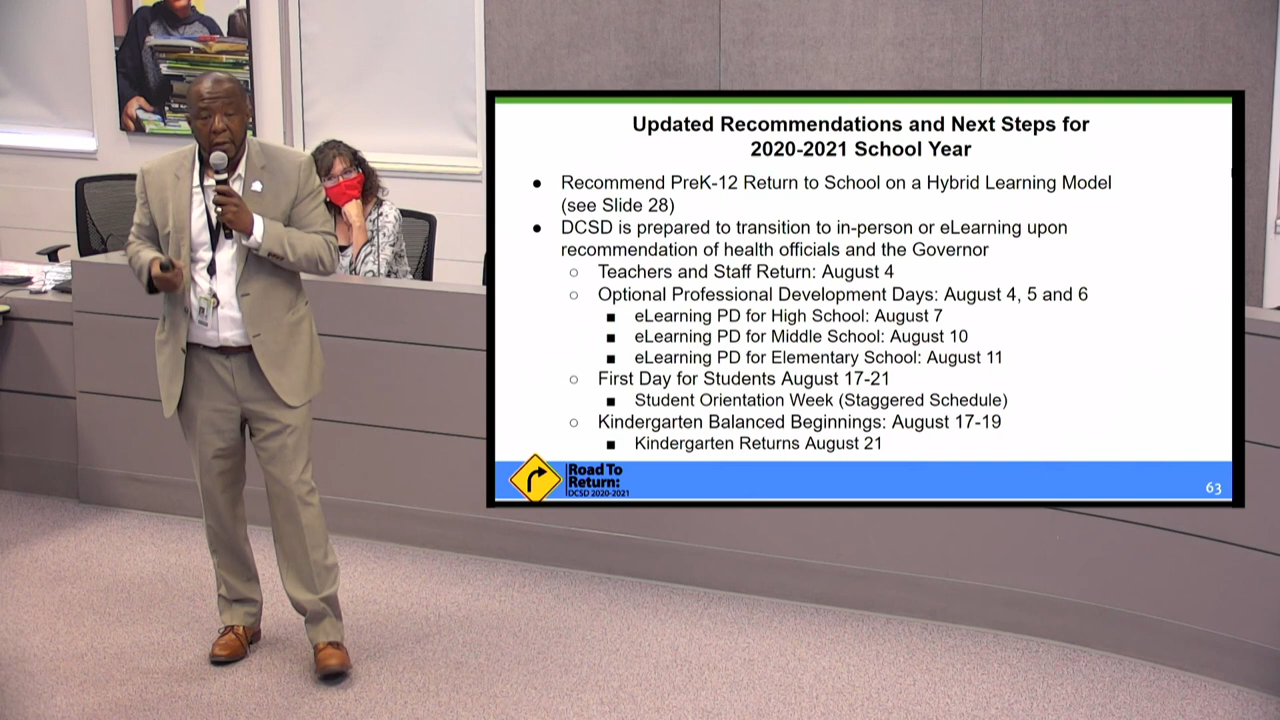 Updated Recommendations and Next Steps for
2020-2021 School Year
● Recommend PreK-12 Return to School on a Hybrid Learning Model
(see Slide 28)
● DCSD is prepared to transition to in-person or eLearning upon
recommendation of health officials and the Governor
○ Teachers and Staff Return: August 4
○ Optional Professional Development Days: August 4, 5 and 6
■ eLearning PD for High School: August 7
■ eLearning PD for Middle School: August 10
■ eLearning PD for Elementary School: August 11
○ First Day for Students August 17-21
■ Student Orientation Week (Staggered Schedule)
○ Kindergarten Balanced Beginnings: August 17-19
■ Kindergarten Returns August 21
Road To
Return:
DCSD 2020-2021
63